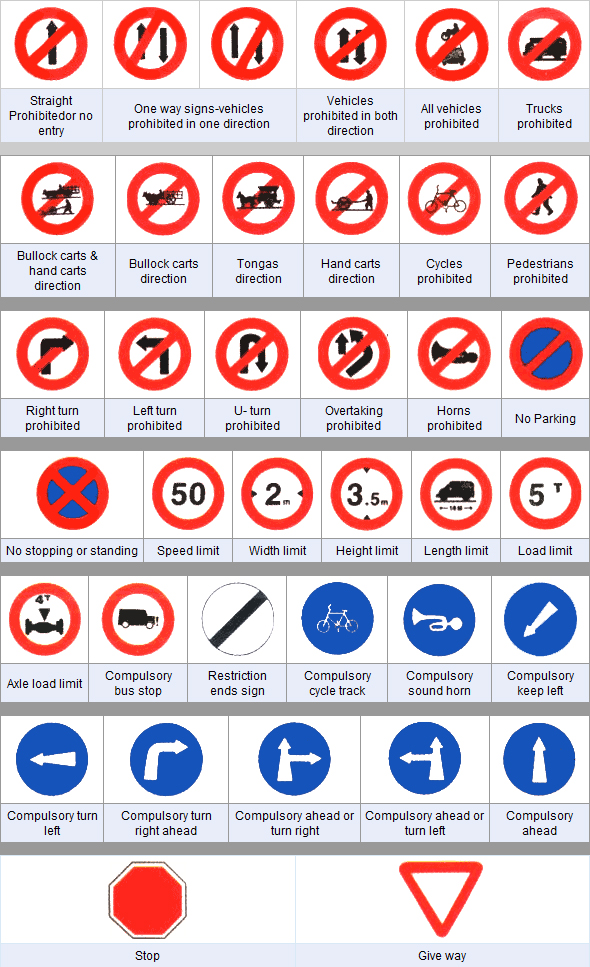 Straight
Prohibitedor no
entry
One way signs-vehicles
prohibited in one direction
Vehicles
prohibited in both
direction
All vehicles
prohibited
Trucks
prohibited
Bullock carts &
hand carts
direction
Bullock carts
direction
Tongas
direction
Hand carts
direction
Cycles
prohibited
Pedestrians
prohibited
Right turn
prohibited
Left turn
prohibited
U- turn
prohibited
Overtaking
prohibited
Horns
prohibited
No Parking
50
2m
3.5m
14 M
5 T
No stopping or standing
Speed limit
Width limit
Height limit
Length limit
Load limit
4T
Axle load limit
Compulsory
bus stop
Restriction
ends sign
Compulsory
cycle track
Compulsory
sound horn
Compulsory
keep left
Compulsory turn
left
Compulsory turn
right ahead
Compulsory ahead or
turn right
Compulsory ahead or
turn left
Compulsory
ahead
Stop
Give way